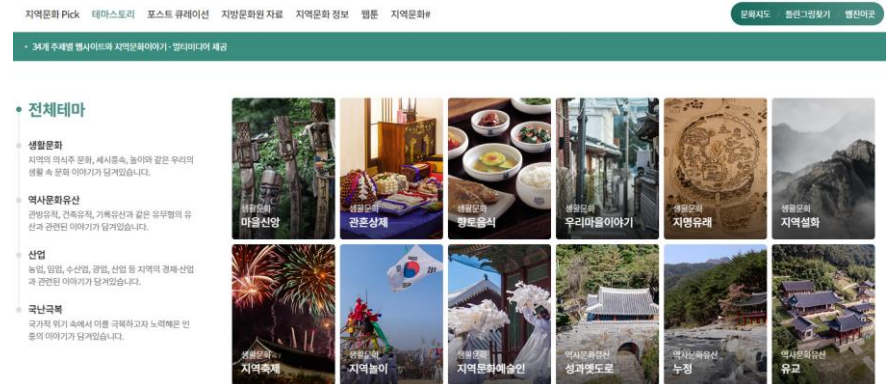 지역문화 Pick 테마스토리 포스트 큐레이션 지방문화원 자료 지역문화 정보 웹툰 지역문화#
문화지도 / 틀린그림찾기 / 웹진이곳
• 34개 주제별 웹사이트와 지역문화이야기·멀티미디어 제공
전체테마
생활문화
지역의 의식주 문화, 세시풍속, 놀이와 같은 우리의
생활 속 문화 이야기가 담겨있습니다.
역사문화유산
관방유적, 건축유적, 기록유산과 같은 유무형의 유
산과 관련된 이야기가 담겨있습니다.
산업
농업, 임업, 수산업, 광업, 산업 등 지역의 경제·산업
과 관련된 이야기가 담겨있습니다.
국난극복
국가적 위기 속에서 이를 극복하고자 노력해온 민
중의 이야기가 담겨있습니다.
생활문화
마을신앙
생활문화
관혼상제
생활문화
향토음식
생활문화
우리마을이야기
생활문화
지명유래
생활문화
지역설화
생활문화
지역축제
생활문화
지역놀이
생활문화
지역문화예술인
역사문화유산
성과옛도로
역사문화유산
누정
역사문화유산
유교